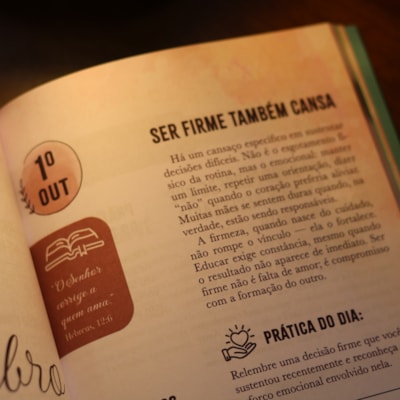 1º
OUT
"O Senhor
corrige a
quem ama."
Hebreus, 12:6
SER FIRME TAMBÉM CANSA
Há um cansaço específico em sustentar
decisões difíceis. Não é o esgotamento fí-
sico da rotina, mas o emocional: manter
um limite, repetir uma orientação, dizer
"não" quando o coração preferia aliviar.
Muitas mães se sentem duras quando, na
verdade, estão sendo responsáveis.
A firmeza, quando nasce do cuidado,
não rompe o vínculo — ela o fortalece.
Educar exige constância, mesmo quando
o resultado não aparece de imediato. Ser
firme não é falta de amor, é compromisso
com a formação do outro.
PRÁTICA DO DIA:
Relembre uma decisão firme que você
sustentou recentemente e reconheça
forço emocional envolvido nela.
bro